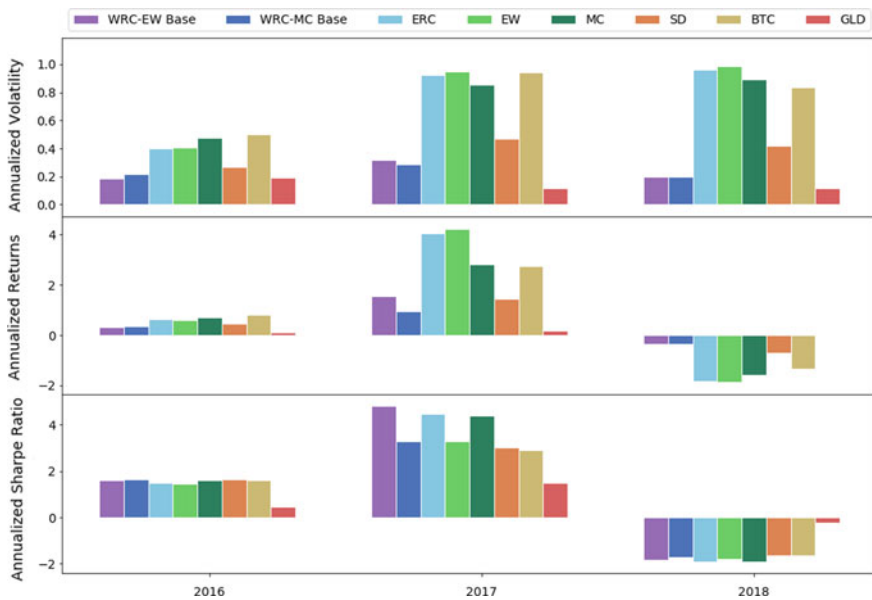 WRC-EW Base WRC-MC Base ERC EW MC SD BTC GLD
Annualized Volatility
1.0
0.8
0.6
0.4
0.2
0.0
Annualized Returns
4
2
0
−2
Annualized Sharpe Ratio
4
2
0
−2
2016 2017 2018